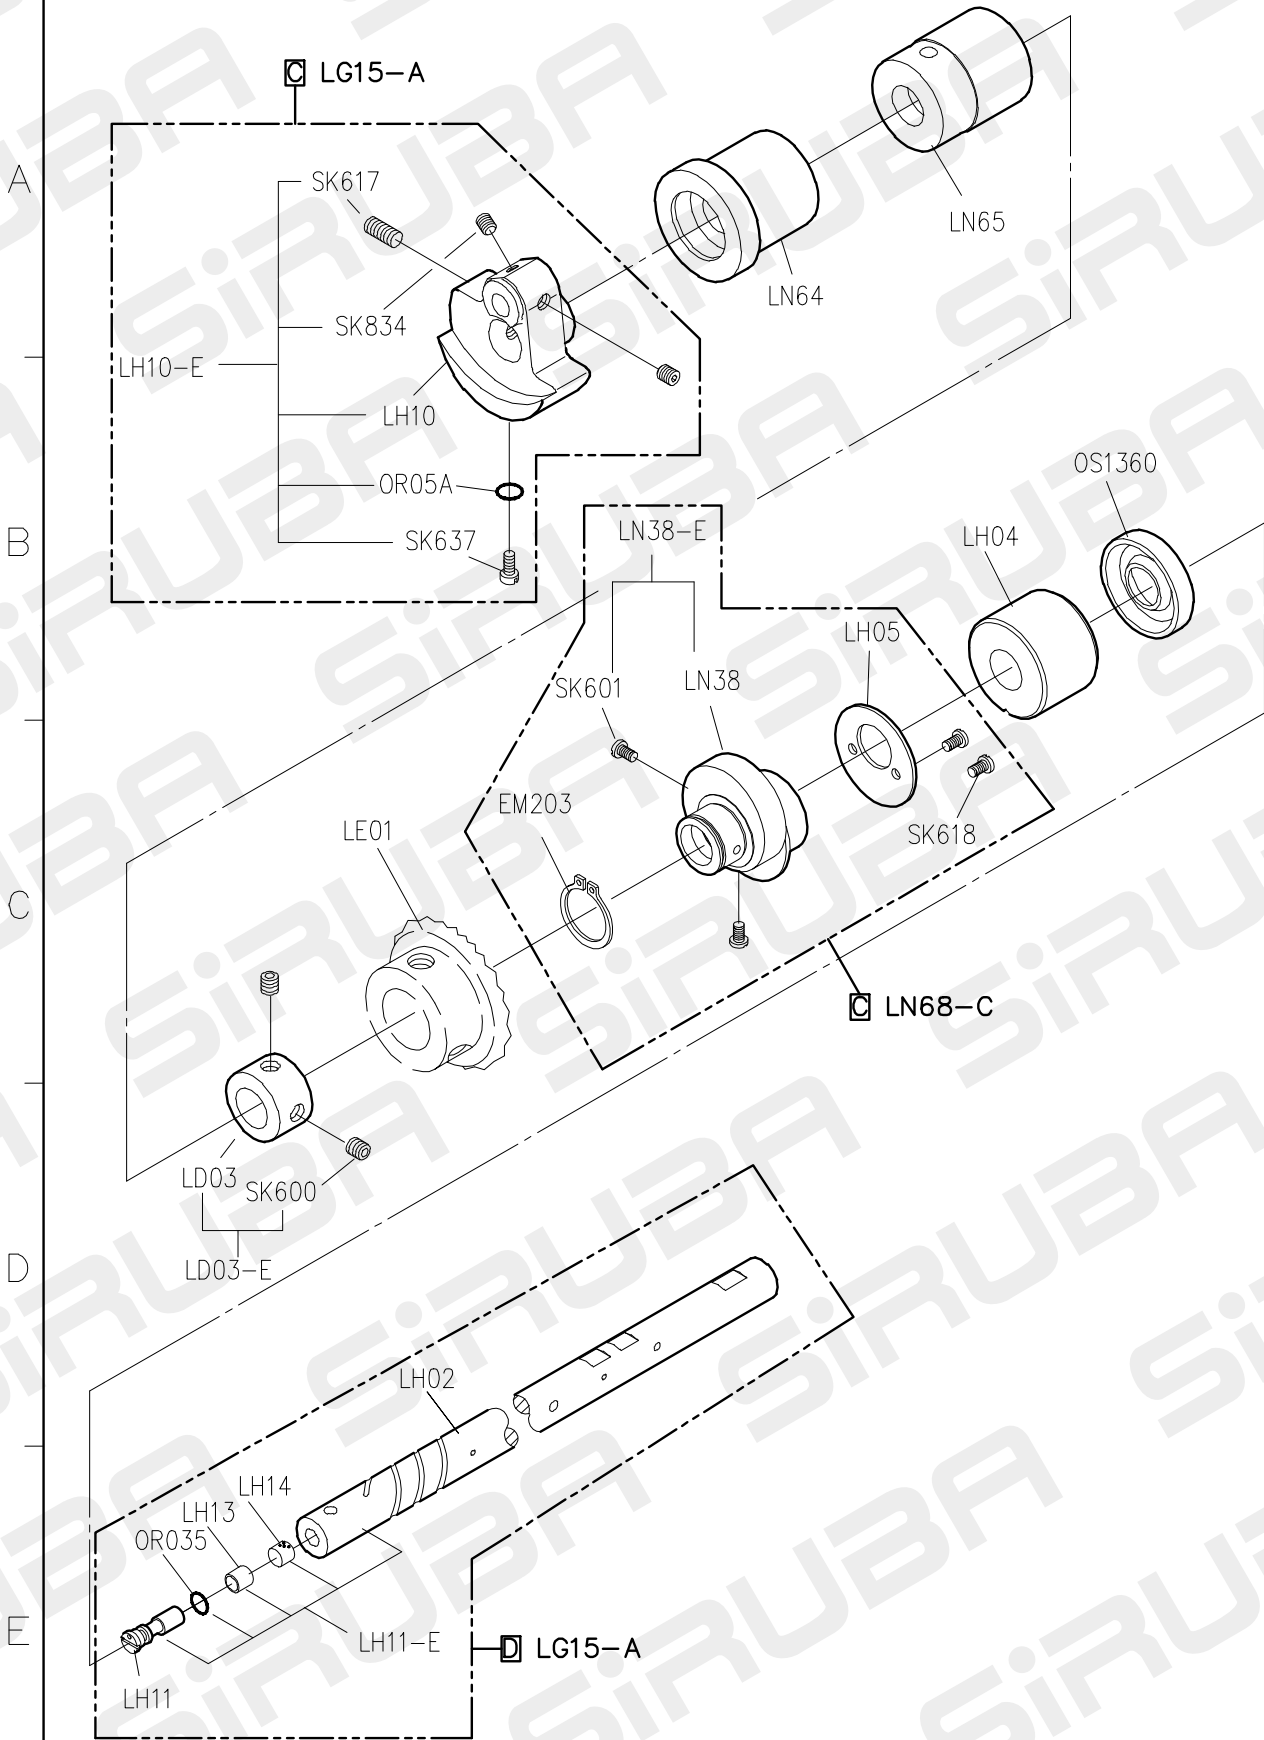 C LG15-A
A
SK617
LN65
LN64
SK834
LH10-E
LH10
OS1360
OR05A
B
SK637
LN38-E
LH04
LH05
SK601
LN38
EM203
LE01
SK618
C
C LN68-C
LD03
SK600
D
LD03-E
LH02
LH14
LH13
OR035
E
LH11-E
D LG15-A
LH11
SiRUBA